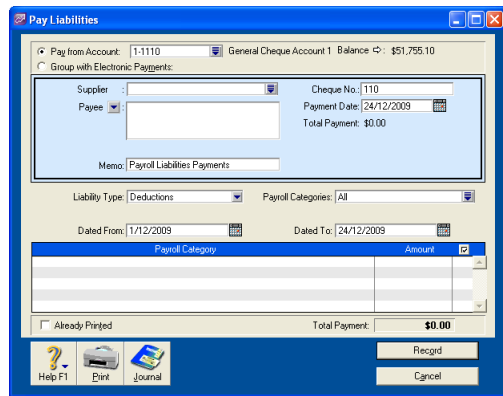 Pay Liabilities
Pay from Account: 1-1110 General Cheque Account 1 Balance ⇨: $51,755.10
Group with Electronic Payments:
Supplier : Cheque No.: 110
Payee : Payment Date: 24/12/2009
Total Payment: $0.00
Memo: Payroll Liabilities Payments
Liability Type: Deductions Payroll Categories: All
Dated From: 1/12/2009 Dated To: 24/12/2009
Payroll Category Amount
Already Printed Total Payment: $0.00
Help F1 Print Journal
Record
Cancel